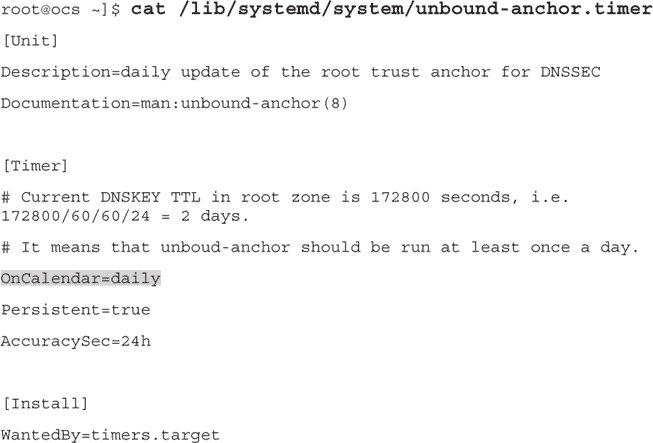 root@ocs ~]$ cat /lib/systemd/system/unbound-anchor.timer
[Unit]
Description=daily update of the root trust anchor for DNSSEC
Documentation=man:unbound-anchor(8)
[Timer]
# Current DNSKEY TTL in root zone is 172800 seconds, i.e.
172800/60/60/24 = 2 days.
# It means that unboud-anchor should be run at least once a day.
OnCalendar=daily
Persistent=true
AccuracySec=24h
[Install]
WantedBy=timers.target